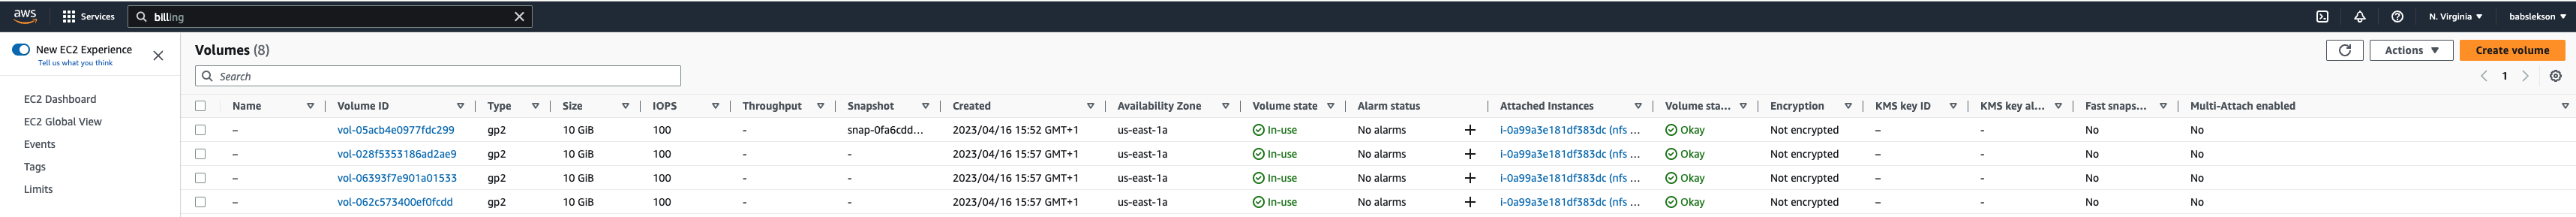 aws Services billing N. Virginia babslekson
New EC2 Experience
Tell us what you think
EC2 Dashboard
EC2 Global View
Events
Tags
Limits
Volumes (8) Actions Create volume
Search 1
Name Volume ID Type Size IOPS Throughput Snapshot Created Availability Zone Volume state Alarm status Attached Instances Volume sta... Encryption KMS key ID KMS key al... Fast snaps... Multi-Attach enabled
– vol-05acb4e0977fdc299 gp2 10 GiB 100 - snap-0fa6cdd... 2023/04/16 15:52 GMT+1 us-east-1a In-use No alarms + i-0a99a3e181df383dc (nfs ... Okay Not encrypted – - No No
– vol-028f5353186ad2ae9 gp2 10 GiB 100 - - 2023/04/16 15:57 GMT+1 us-east-1a In-use No alarms + i-0a99a3e181df383dc (nfs ... Okay Not encrypted – - No No
– vol-06393f7e901a01533 gp2 10 GiB 100 - - 2023/04/16 15:57 GMT+1 us-east-1a In-use No alarms + i-0a99a3e181df383dc (nfs ... Okay Not encrypted – - No No
– vol-062c573400ef0fcdd gp2 10 GiB 100 - - 2023/04/16 15:57 GMT+1 us-east-1a In-use No alarms + i-0a99a3e181df383dc (nfs ... Okay Not encrypted – - No No